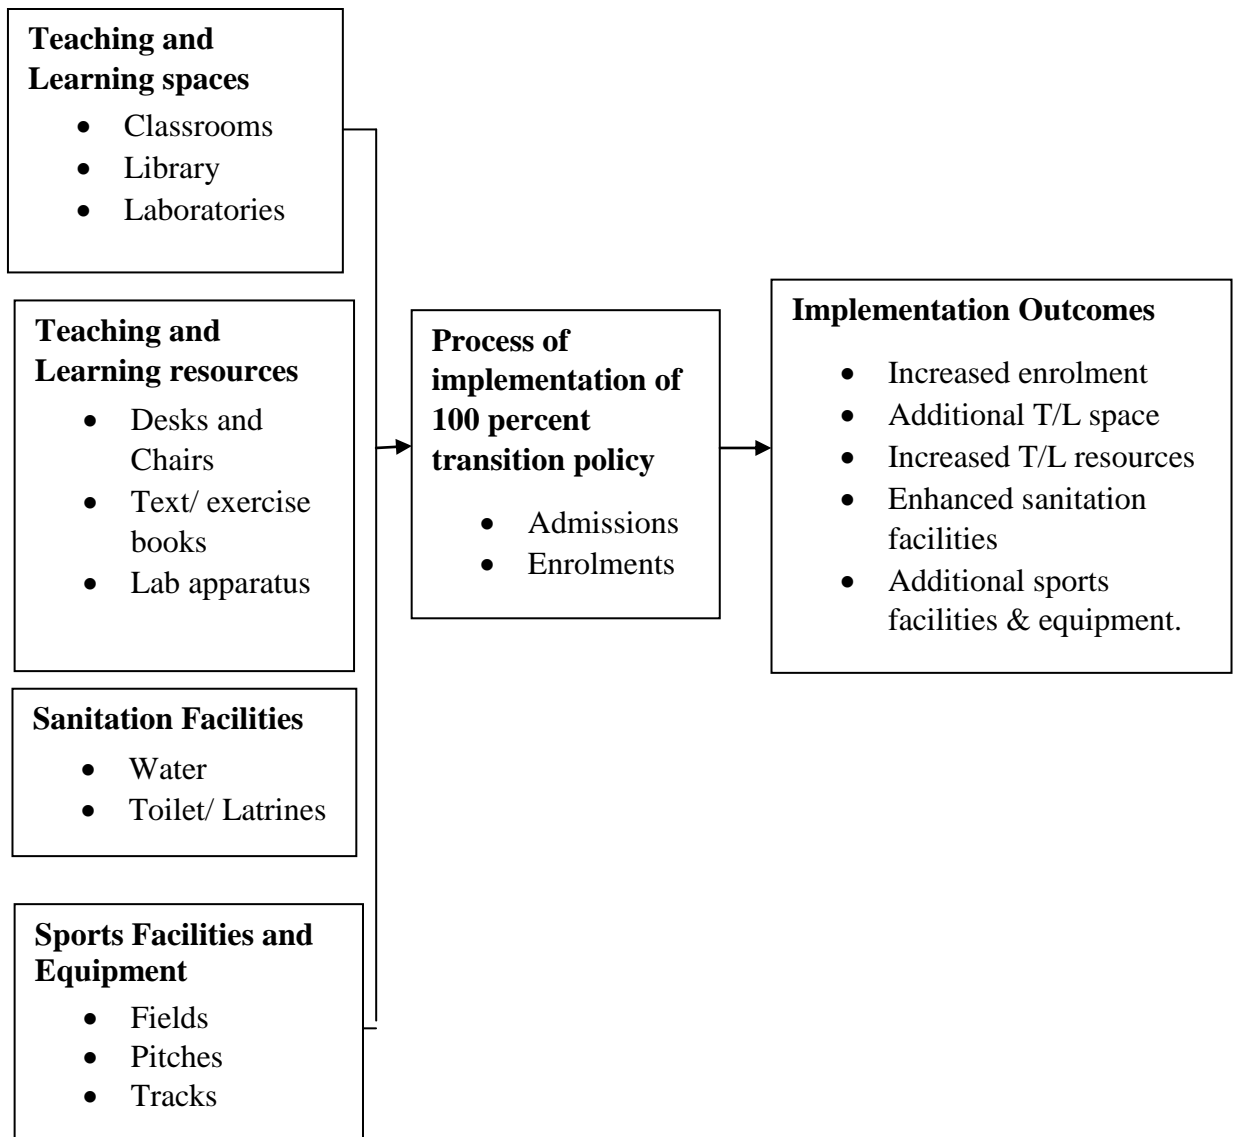 Teaching and
Learning spaces
• Classrooms
• Library
• Laboratories
Teaching and
Learning resources
• Desks and
Chairs
• Text/ exercise
books
• Lab apparatus
Sanitation Facilities
• Water
• Toilet/ Latrines
Sports Facilities and
Equipment
• Fields
• Pitches
• Tracks
Process of
implementation of
100 percent
transition policy
• Admissions
• Enrolments
Implementation Outcomes
• Increased enrolment
• Additional T/L space
• Increased T/L resources
• Enhanced sanitation
facilities
• Additional sports
facilities & equipment.